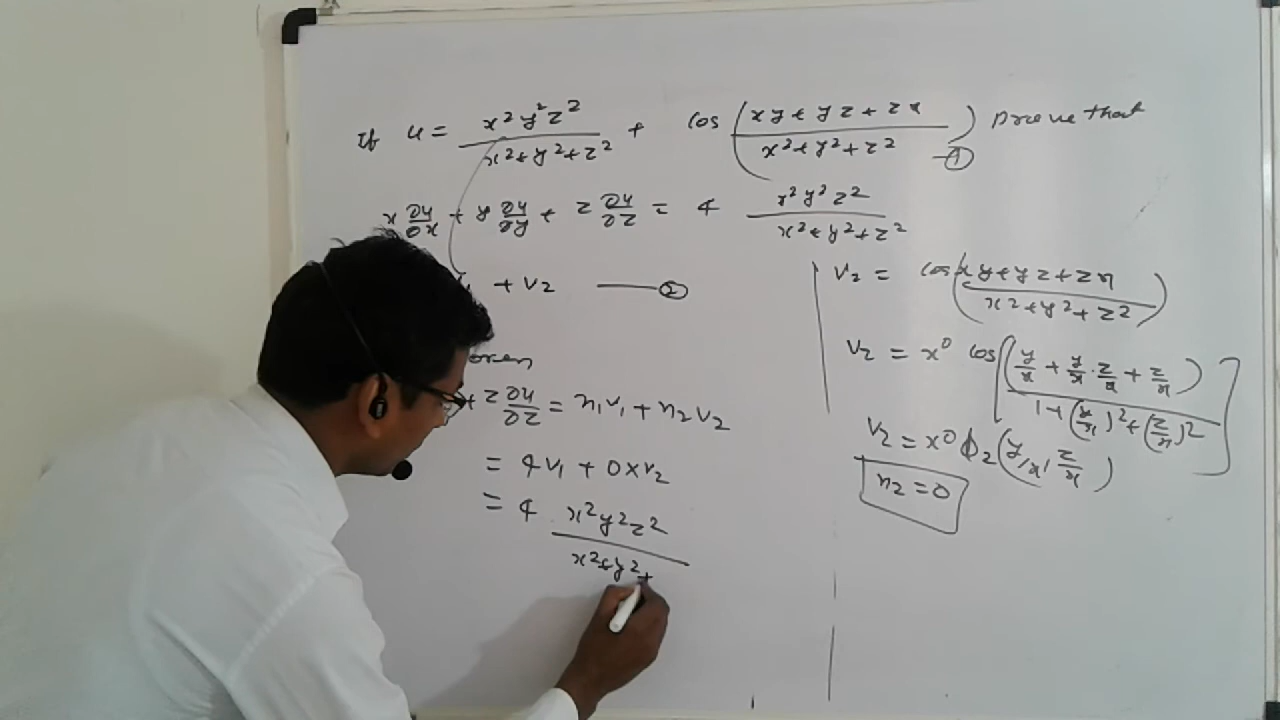 If u = x²y²z² / x²+y²+z² + cos (xy + yz + zx / x²+y²+z²) prove that —①
x ∂u/∂x + y ∂u/∂y + z ∂u/∂z = 4 x²y²z² / x²+y²+z²
+ v₂ —— ②
+ z ∂u/∂z = n₁v₁ + n₂v₂
= 4v₁ + 0×v₂
= 4 x²y²z² / x²+y²+
v₂ = cos (xy+yz+zx / x²+y²+z²)
v₂ = x⁰ cos [(y/x + y/x · z/x + z/x) / 1+(y/x)²+(z/x)²]
v₂ = x⁰ ϕ₂ (y/x, z/x)
n₂ = 0